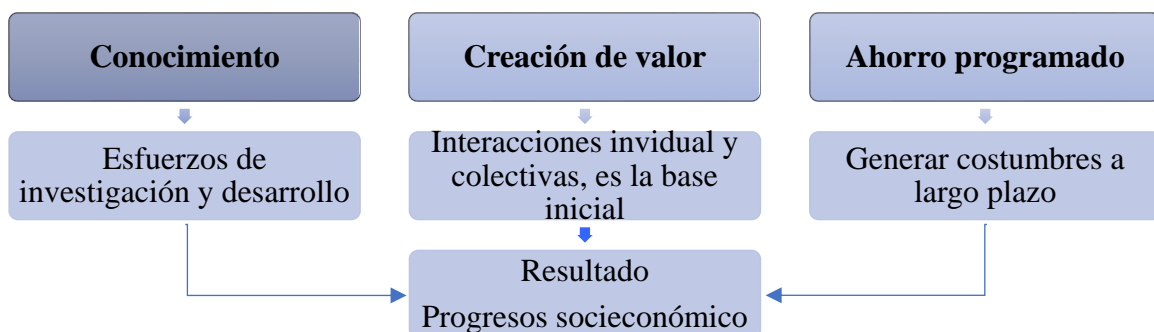 Conocimiento
Creación de valor
Ahorro programado
Esfuerzos de
investigación y desarrollo
Interacciones invidual y
colectivas, es la base
inicial
Generar costumbres a
largo plazo
Resultado
Progresos socieconómico